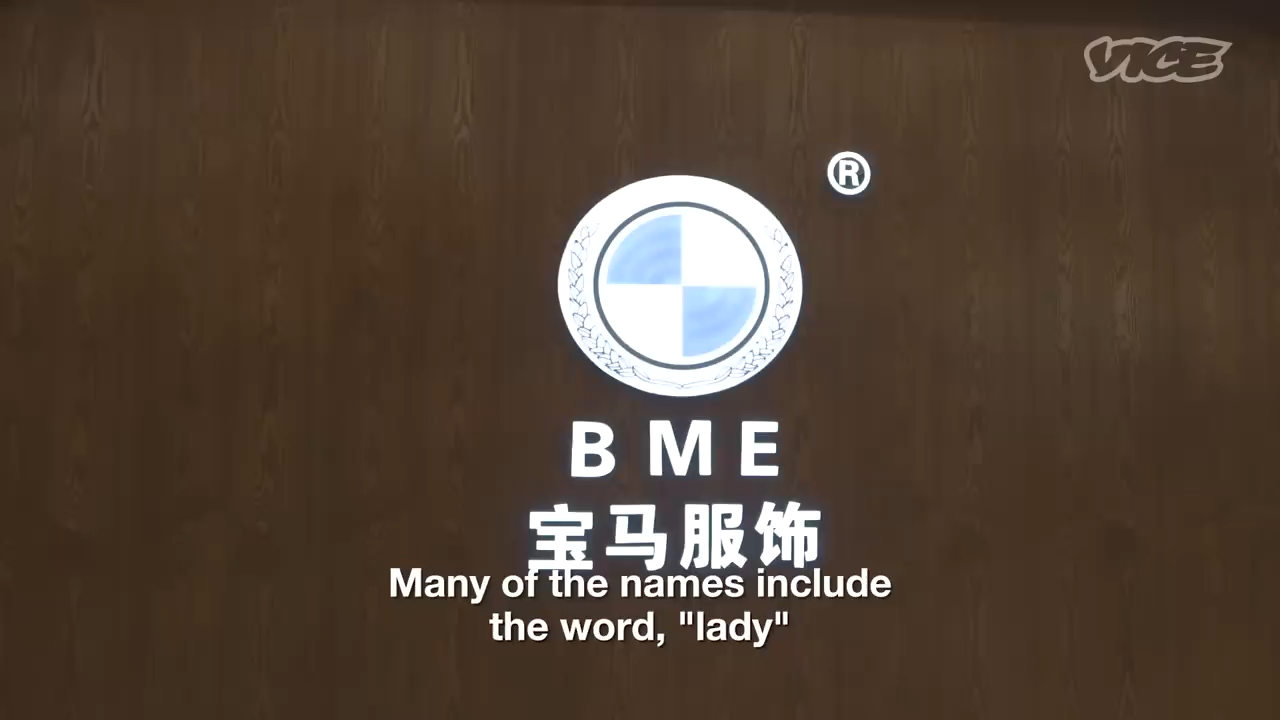 VICE
®
BME
宝马服饰
Many of the names include
the word, "lady"